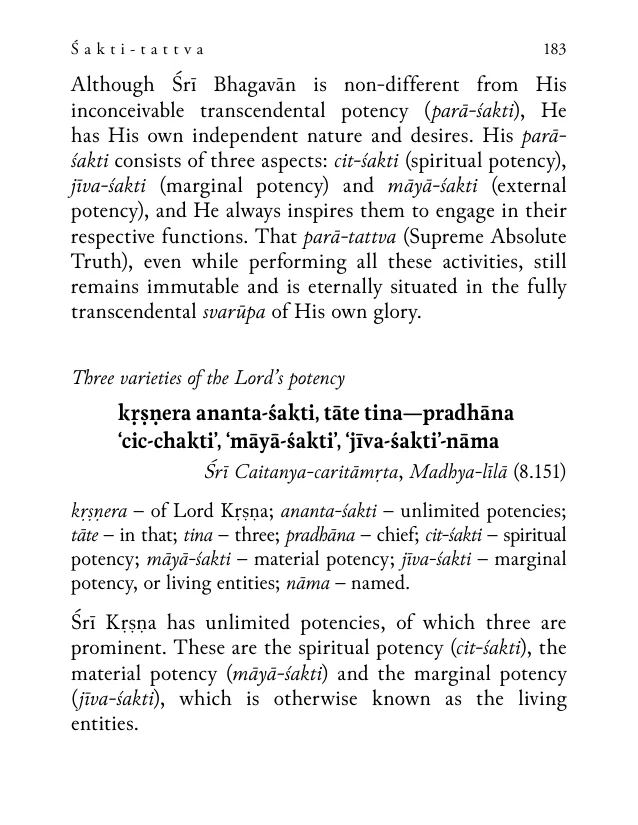 Śakti-tattva 183
Although Śrī Bhagavān is non-different from His
inconceivable transcendental potency (parā-śakti), He
has His own independent nature and desires. His parā-
śakti consists of three aspects: cit-śakti (spiritual potency),
jīva-śakti (marginal potency) and māyā-śakti (external
potency), and He always inspires them to engage in their
respective functions. That parā-tattva (Supreme Absolute
Truth), even while performing all these activities, still
remains immutable and is eternally situated in the fully
transcendental svarūpa of His own glory.
Three varieties of the Lord's potency
kṛṣṇera ananta-śakti, tāte tina—pradhāna
‘cic-chakti’, ‘māyā-śakti’, ‘jīva-śakti’-nāma
Śrī Caitanya-caritāmṛta, Madhya-līlā (8.151)
kṛṣṇera – of Lord Kṛṣṇa; ananta-śakti – unlimited potencies;
tāte – in that; tina – three; pradhāna – chief; cit-śakti – spiritual
potency; māyā-śakti – material potency; jīva-śakti – marginal
potency, or living entities; nāma – named.
Śrī Kṛṣṇa has unlimited potencies, of which three are
prominent. These are the spiritual potency (cit-śakti), the
material potency (māyā-śakti) and the marginal potency
(jīva-śakti), which is otherwise known as the living
entities.